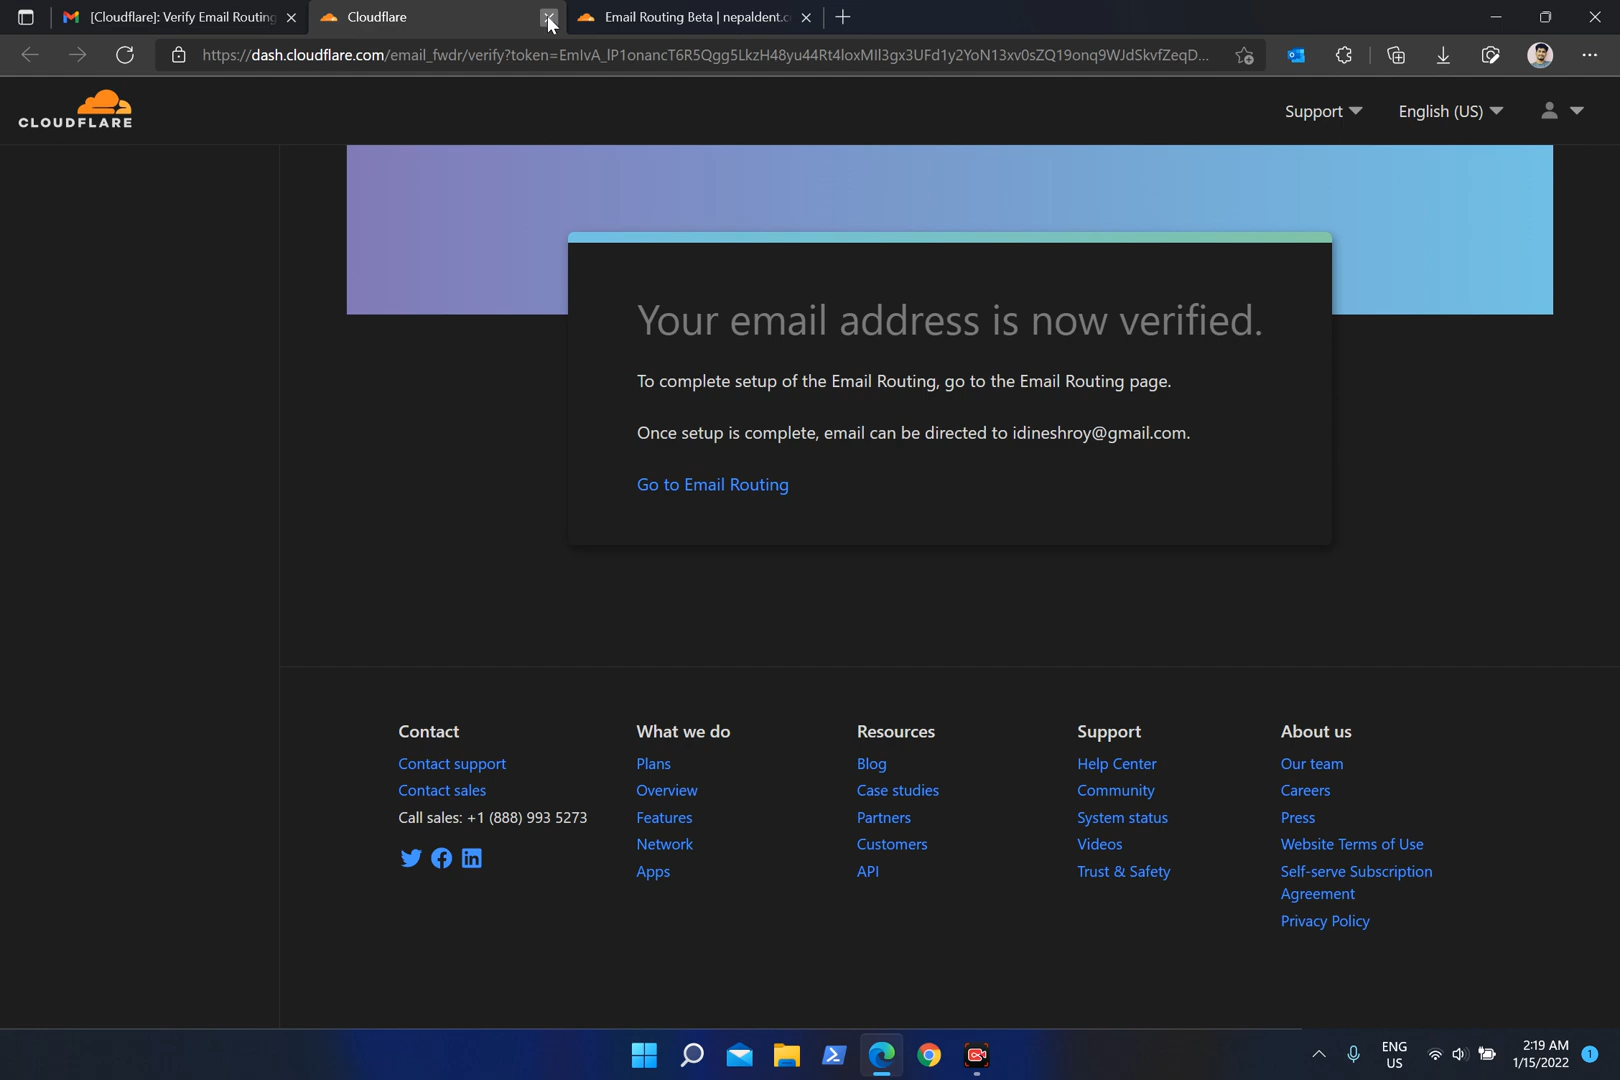 [Cloudflare]: Verify Email Routing
Cloudflare
Email Routing Beta | nepaldent.c
https://dash.cloudflare.com/email_fwdr/verify?token=
CLOUDFLARE
Support
English (US)
Your email address is now verified.
To complete setup of the Email Routing, go to the Email Routing page.
Once setup is complete, email can be directed to idineshroy@gmail.com.
Go to Email Routing
Contact
Contact support
Contact sales
Call sales: +1 (888) 993 5273
What we do
Plans
Overview
Features
Network
Apps
Resources
Blog
Case studies
Partners
Customers
API
Support
Help Center
Community
System status
Videos
Trust & Safety
About us
Our team
Careers
Press
Website Terms of Use
Self-serve Subscription
Agreement
Privacy Policy
ENG
US
2:19 AM
1/15/2022
1